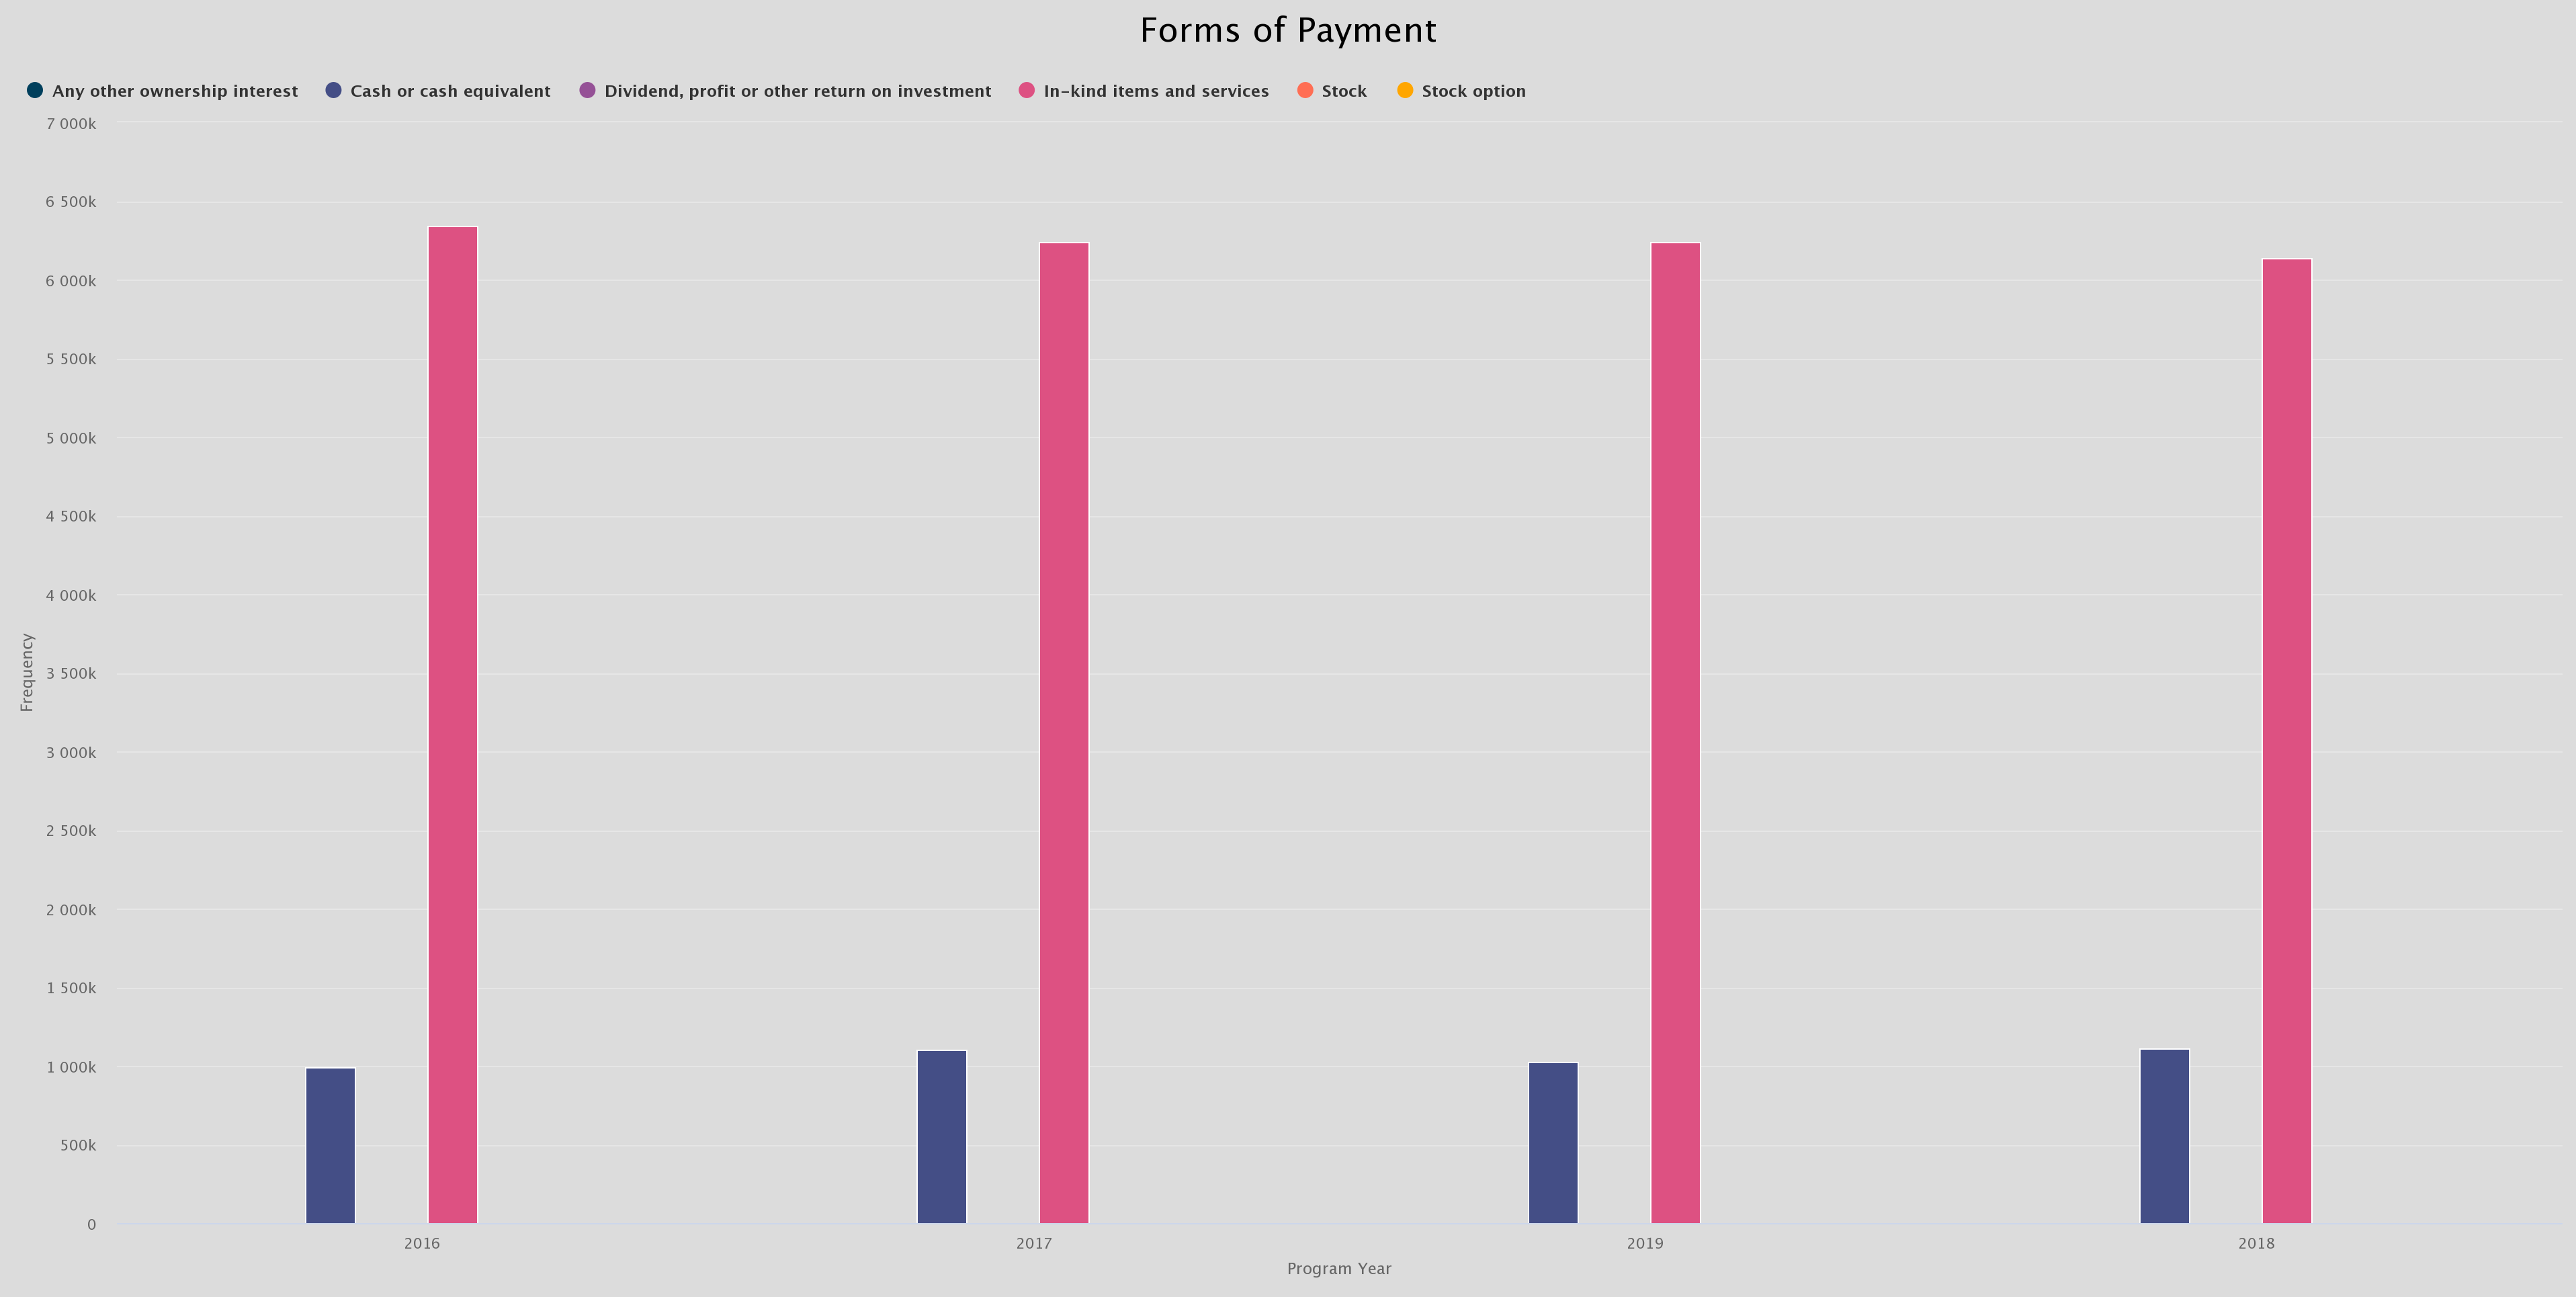 Forms of Payment
Any other ownership interest Cash or cash equivalent Dividend, profit or other return on investment In-kind items and services Stock Stock option
7 000k
6 500k
6 000k
5 500k
5 000k
4 500k
4 000k
3 500k
3 000k
2 500k
2 000k
1 500k
1 000k
500k
0
Frequency
2016 2017 2019 2018
Program Year